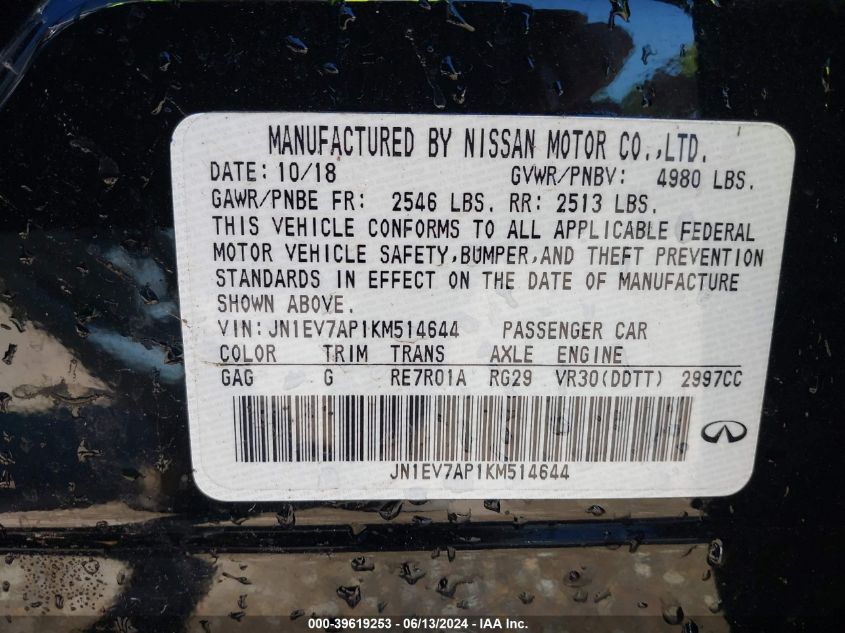 MANUFACTURED BY NISSAN MOTOR CO.,LTD.
DATE: 10/18 GVWR/PNBV: 4980 LBS.
GAWR/PNBE FR: 2546 LBS. RR: 2513 LBS.
THIS VEHICLE CONFORMS TO ALL APPLICABLE FEDERAL
MOTOR VEHICLE SAFETY,BUMPER,AND THEFT PREVENTION
STANDARDS IN EFFECT ON THE DATE OF MANUFACTURE
SHOWN ABOVE.
VIN:JN1EV7AP1KM514644 PASSENGER CAR
COLOR TRIM TRANS AXLE ENGINE
GAG G RE7R01A RG29 VR30(DDTT) 2997CC
JN1EV7AP1KM514644
000-39619253 - 06/13/2024 - IAA Inc.